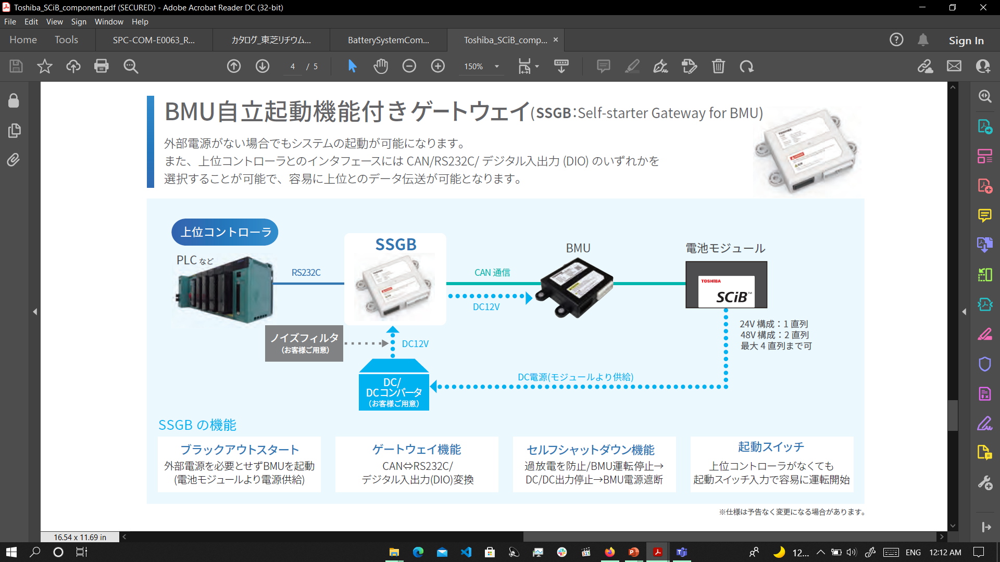 Toshiba_SCiB_component.pdf (SECURED) - Adobe Acrobat Reader DC (32-bit)
File Edit View Sign Window Help
Home Tools SPC-COM-E0063_R... カタログ_東芝リチウム... BatterySystemCom... Toshiba_SCiB_comp... Sign In
4 / 5 150%
BMU自立起動機能付きゲートウェイ(SSGB:Self-starter Gateway for BMU)
外部電源がない場合でもシステムの起動が可能になります。
また、上位コントローラとのインタフェースには CAN/RS232C/ デジタル入出力 (DIO) のいずれかを
選択することが可能で、容易に上位とのデータ伝送が可能となります。
上位コントローラ
PLC など
RS232C
SSGB
CAN 通信
DC12V
BMU
電池モジュール
TOSHIBA
SCiB™
24V 構成:1 直列
48V 構成:2 直列
最大 4 直列まで可
ノイズフィルタ
(お客様ご用意)
DC12V
DC電源(モジュールより供給)
DC/
DCコンバータ
(お客様ご用意)
SSGB の機能
ブラックアウトスタート
外部電源を必要とせずBMUを起動
(電池モジュールより電源供給)
ゲートウェイ機能
CAN⇔RS232C/
デジタル入出力(DIO)変換
セルフシャットダウン機能
過放電を防止/BMU運転停止→
DC/DC出力停止→BMU電源遮断
起動スイッチ
上位コントローラがなくても
起動スイッチ入力で容易に運転開始
※仕様は予告なく変更になる場合があります。
16.54 x 11.69 in
12... ENG 12:12 AM